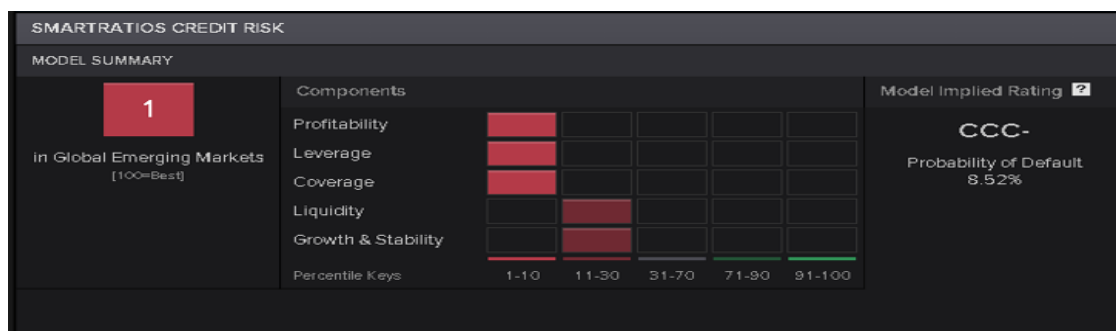 SMARTRATIOS CREDIT RISK
MODEL SUMMARY
1
in Global Emerging Markets
[100=Best]
Components
Profitability
Leverage
Coverage
Liquidity
Growth & Stability
Percentile Keys 1-10 11-30 31-70 71-90 91-100
Model Implied Rating ?
CCC-
Probability of Default
8.52%